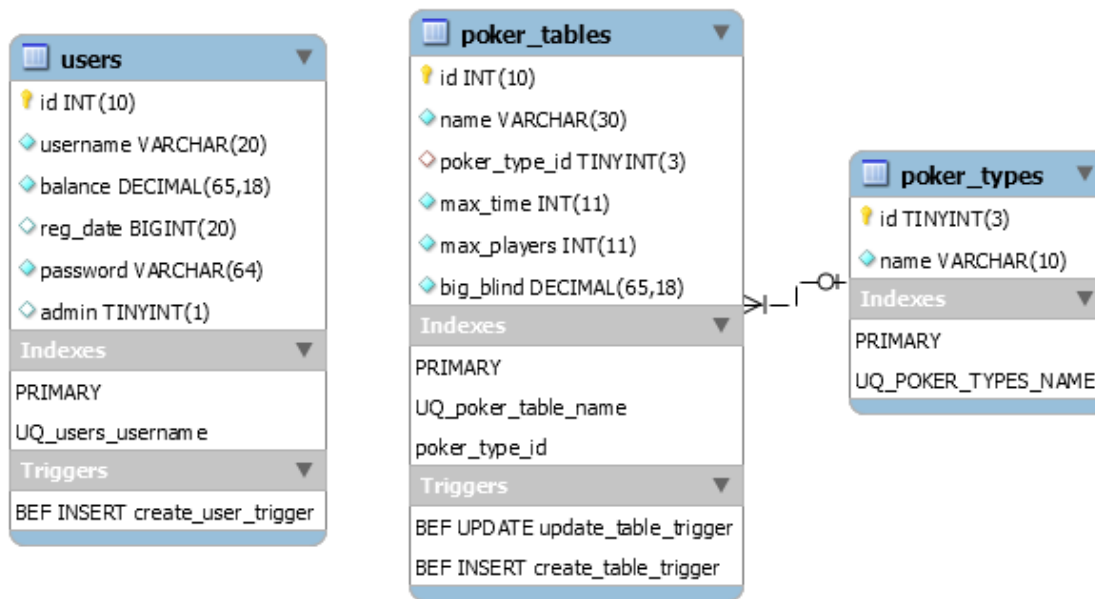 users
id INT(10)
username VARCHAR(20)
balance DECIMAL(65,18)
reg_date BIGINT(20)
password VARCHAR(64)
admin TINYINT(1)
Indexes
PRIMARY
UQ_users_username
Triggers
BEF INSERT create_user_trigger
poker_tables
id INT(10)
name VARCHAR(30)
poker_type_id TINYINT(3)
max_time INT(11)
max_players INT(11)
big_blind DECIMAL(65,18)
Indexes
PRIMARY
UQ_poker_table_name
poker_type_id
Triggers
BEF UPDATE update_table_trigger
BEF INSERT create_table_trigger
poker_types
id TINYINT(3)
name VARCHAR(10)
Indexes
PRIMARY
UQ_POKER_TYPES_NAME